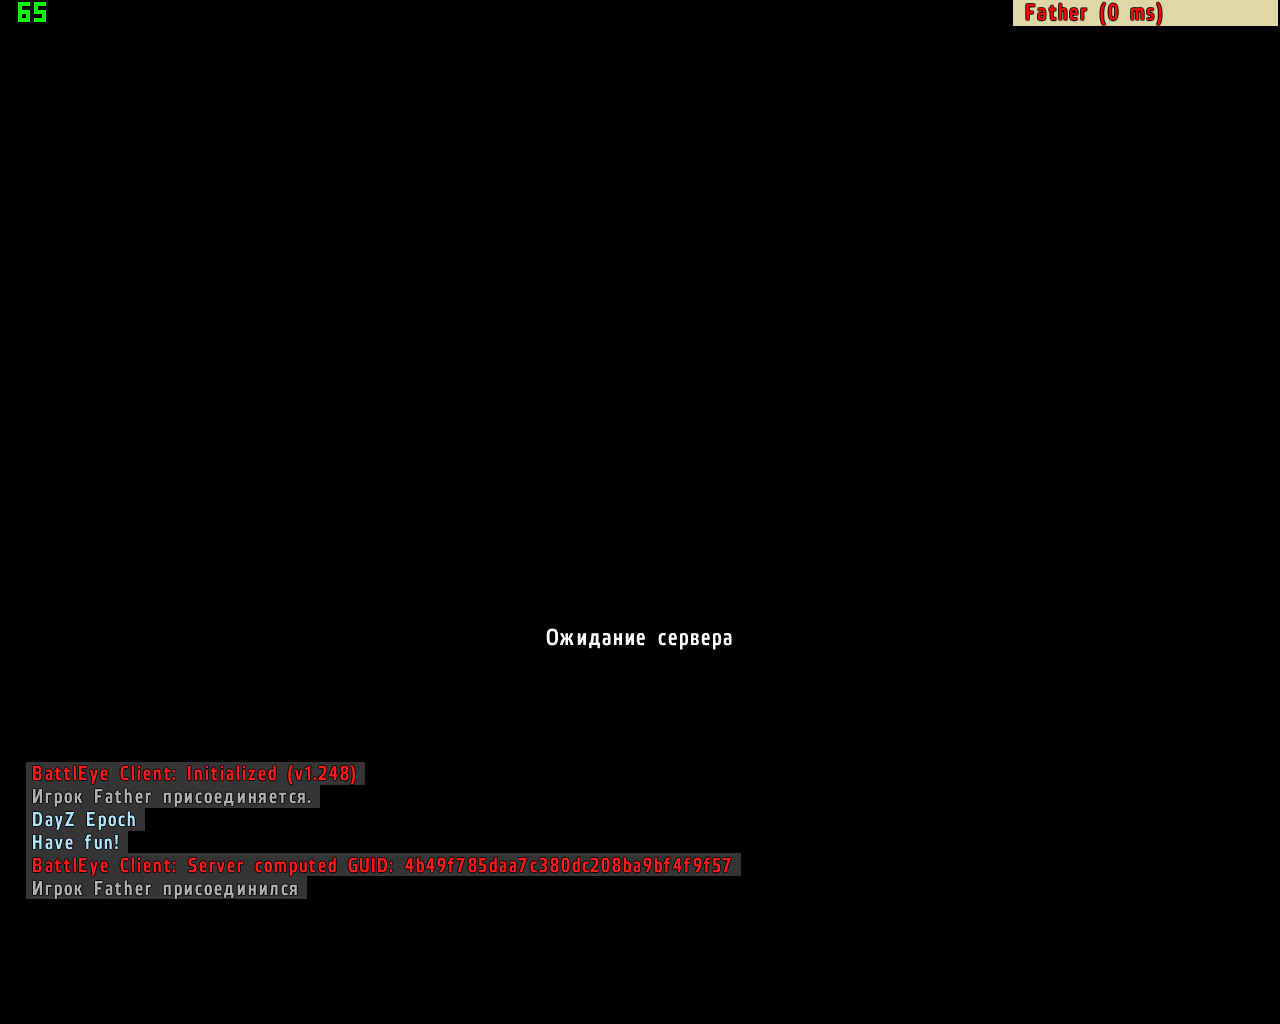 65
Father (0 ms)
Ожидание сервера
BattlEye Client: Initialized (v1.248)
Игрок Father присоединяется.
DayZ Epoch
Have fun!
BattlEye Client: Server computed GUID: 4b49f785daa7c380dc208ba9bf4f9f57
Игрок Father присоединился